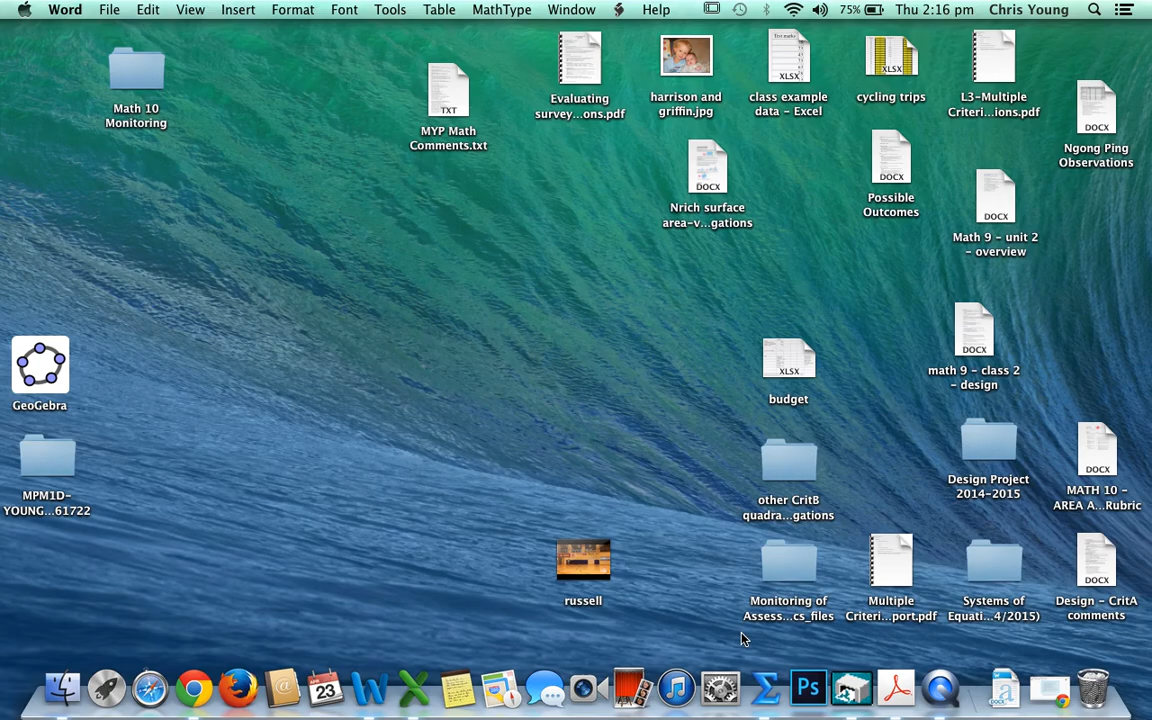 Word File Edit View Insert Format Font Tools Table MathType Window Help 75% Thu 2:16 pm Chris Young
Math 10
Monitoring
TXT
MYP Math
Comments.txt
Evaluating
survey...ons.pdf
harrison and
griffin.jpg
Test marks
XLSX
class example
data - Excel
XLSX
cycling trips
L3-Multiple
Criteri...ions.pdf
DOCX
Ngong Ping
Observations
DOCX
Nrich surface
area-v...gations
DOCX
Possible
Outcomes
DOCX
Math 9 - unit 2
- overview
GeoGebra
XLSX
budget
DOCX
math 9 - class 2
- design
MPM1D-
YOUNG...61722
other CritB
quadra...gations
Design Project
2014-2015
DOCX
MATH 10 -
AREA A...Rubric
russell
Monitoring of
Assess...cs_files
Multiple
Criteri...port.pdf
Systems of
Equati...4/2015)
DOCX
Design - CritA
comments
23
Ps
DOCX